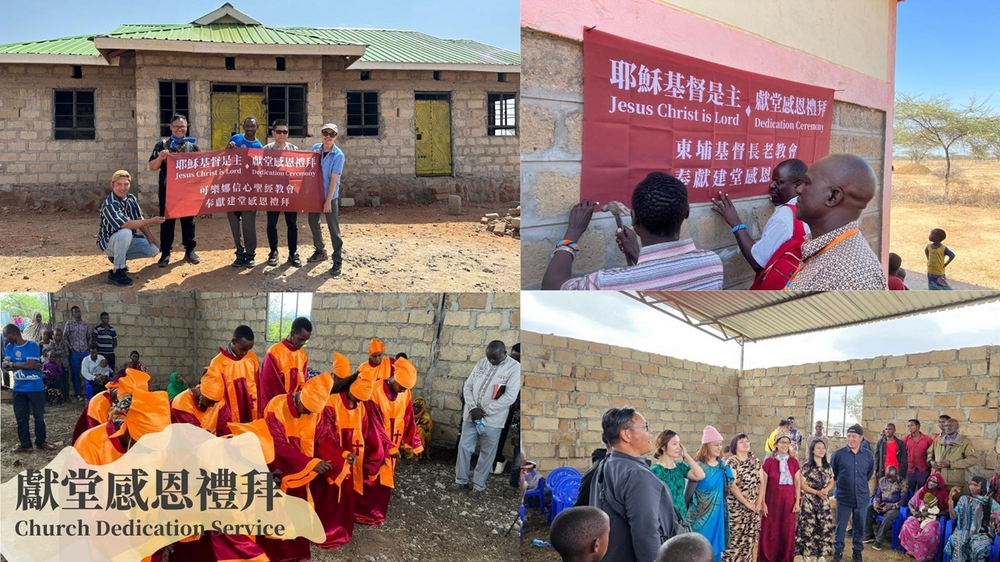 耶穌基督是主 ⬩ 獻堂感恩禮拜
Jesus Christ is Lord Dedication Ceremony
可樂娜信心聖經教會
奉獻建堂感恩禮拜
耶穌基督是主 ⬩ 獻堂感恩禮拜
Jesus Christ is Lord Dedication Ceremony
東埔基督長老教會
奉獻建堂感恩
獻堂感恩禮拜
Church Dedication Service